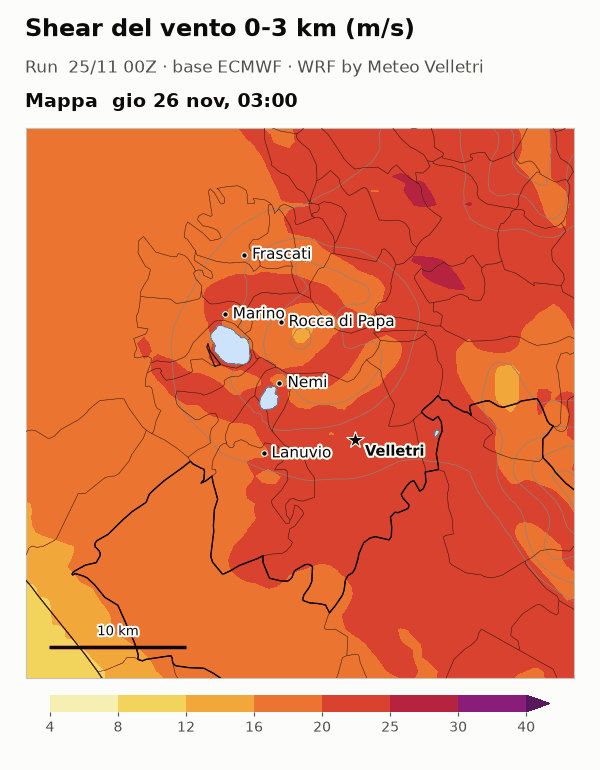 Shear del vento 0-3 km (m/s)
Run  25/11 00Z · base ECMWF · WRF by Meteo Velletri
Mappa  gio 26 nov, 03:00
Frascati
Marino
Rocca di Papa
Nemi
Velletri
Lanuvio
10 km
4 8 12 16 20 25 30 40